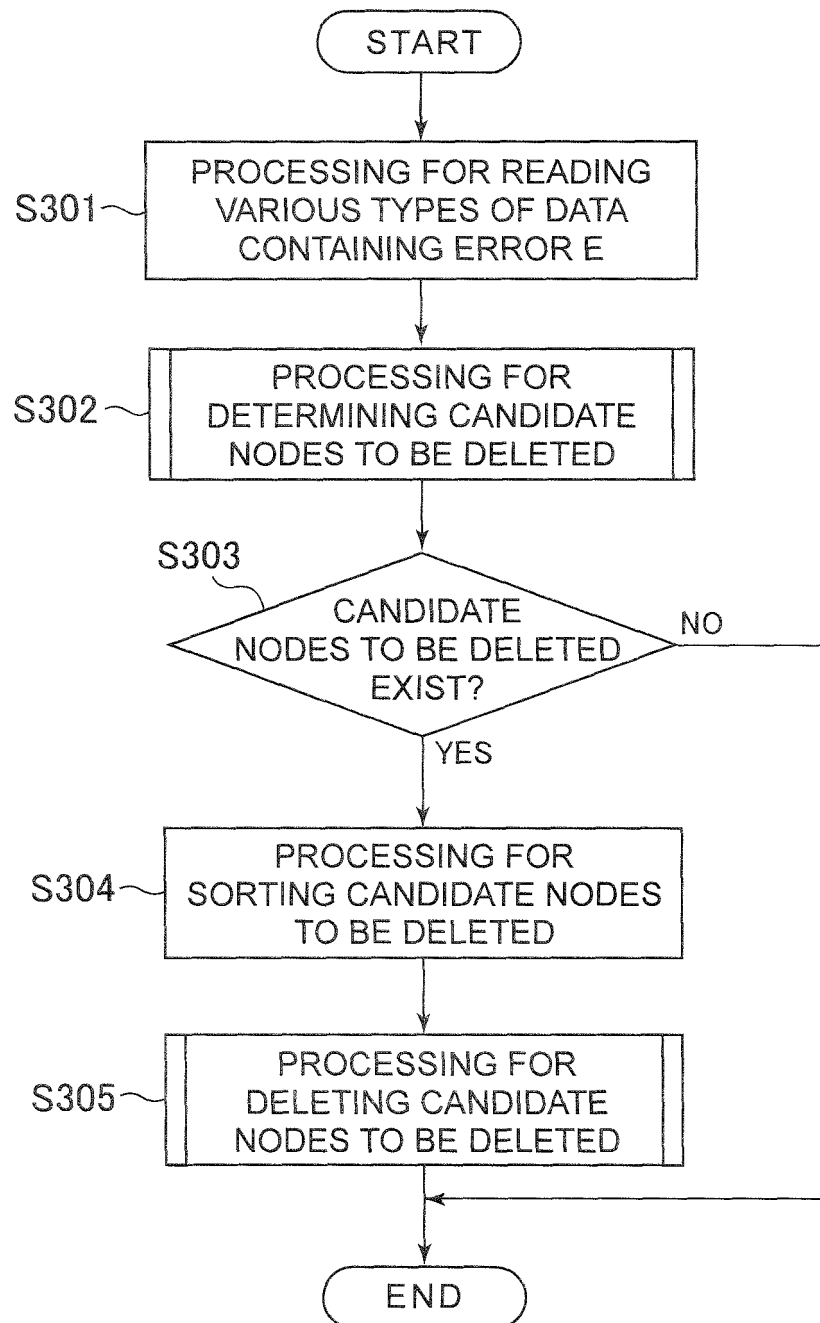 START
S301
PROCESSING FOR READING
VARIOUS TYPES OF DATA
CONTAINING ERROR E
S302
PROCESSING FOR
DETERMINING CANDIDATE
NODES TO BE DELETED
S303
CANDIDATE
NODES TO BE DELETED
EXIST?
NO
YES
S304
PROCESSING FOR
SORTING CANDIDATE NODES
TO BE DELETED
S305
PROCESSING FOR
DELETING CANDIDATE
NODES TO BE DELETED
END